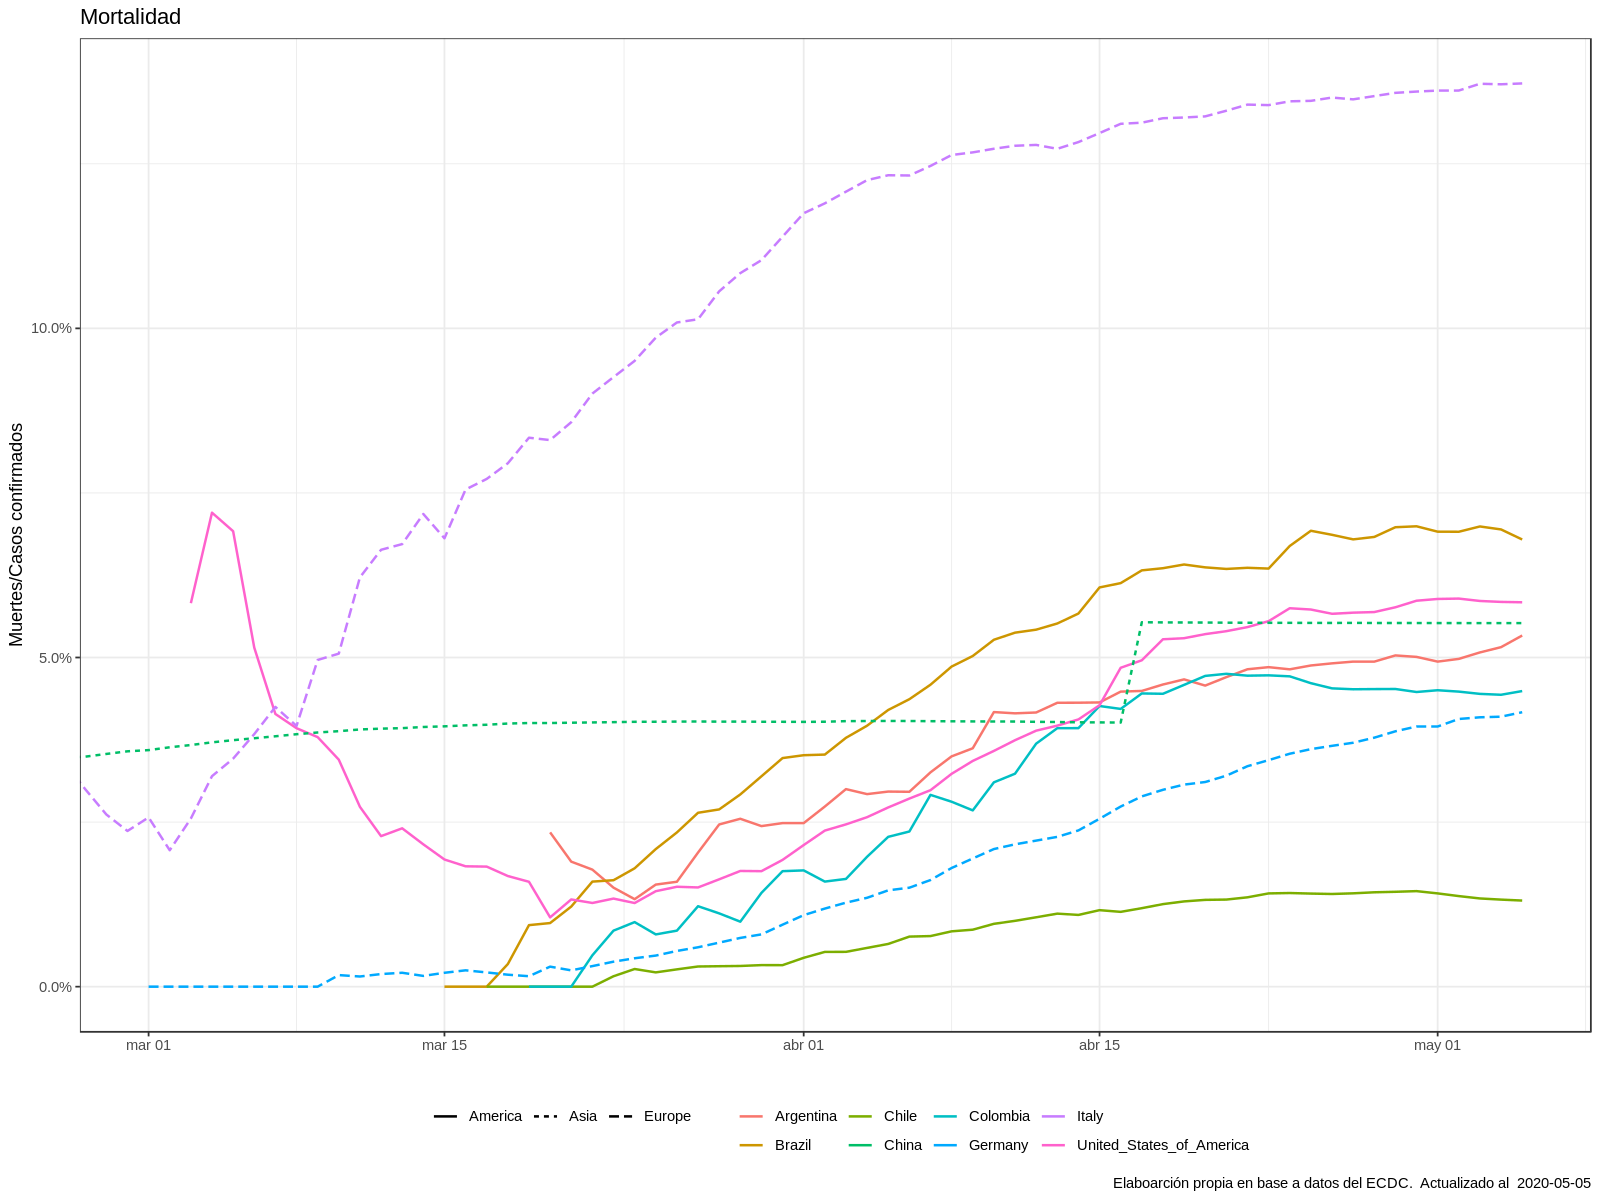 Mortalidad
Muertes/Casos confirmados
10.0%
5.0%
0.0%
mar 01
mar 15
abr 01
abr 15
may 01
America
Asia
Europe
Argentina
Chile
Colombia
Italy
Brazil
China
Germany
United_States_of_America
Elaboarción propia en base a datos del ECDC.  Actualizado al  2020-05-05